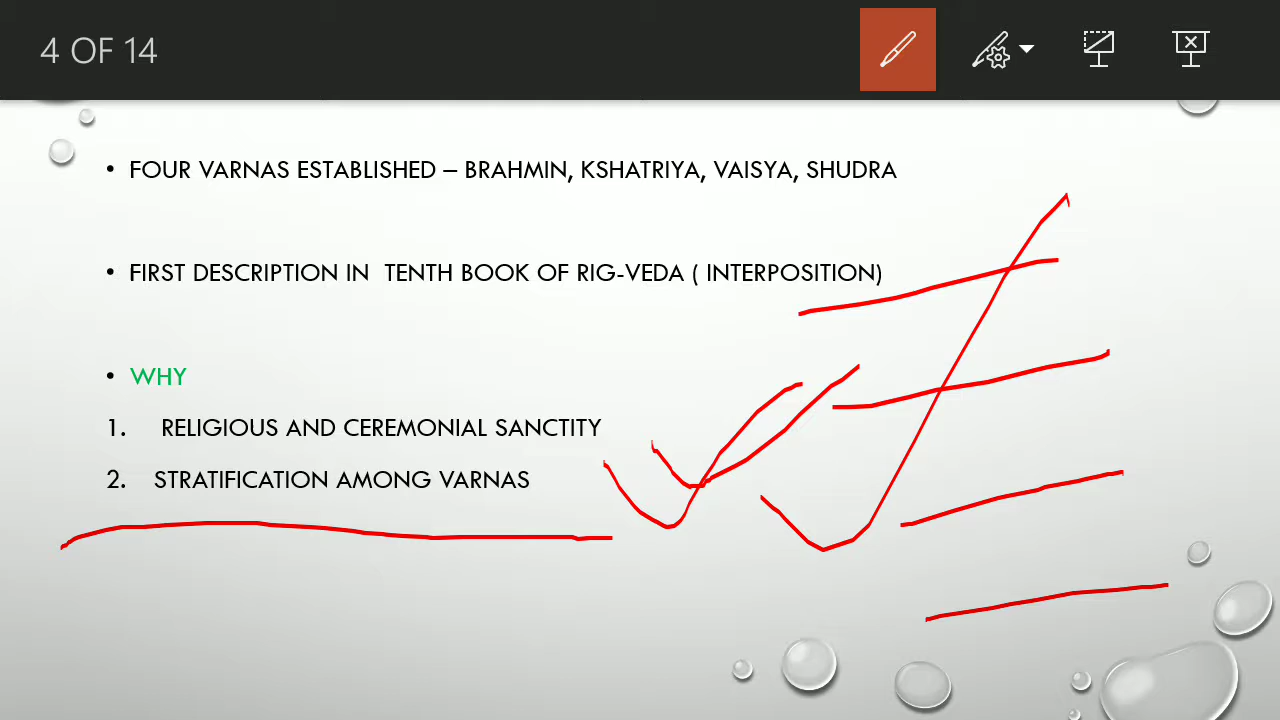 4 OF 14
• FOUR VARNAS ESTABLISHED – BRAHMIN, KSHATRIYA, VAISYA, SHUDRA
• FIRST DESCRIPTION IN TENTH BOOK OF RIG-VEDA ( INTERPOSITION)
• WHY
1. RELIGIOUS AND CEREMONIAL SANCTITY
2. STRATIFICATION AMONG VARNAS